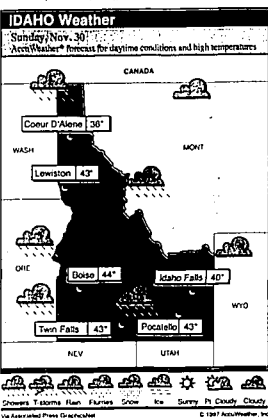 IDAHO Weather
Sunday, Nov. 30
AccuWeather® forecast for daytime conditions and high temperatures
CANADA
Coeur D'Alene 38°
WASH
MONT
Lewiston 43°
ORE
Boise 44°
Idaho Falls 40°
WYO
Twin Falls 43°
Pocatello 43°
NEV
UTAH
Showers T-storms Rain Flurries Snow Ice Sunny Pt Cloudy Cloudy
Via Associated Press GraphicsNet
© 1997 AccuWeather, Inc